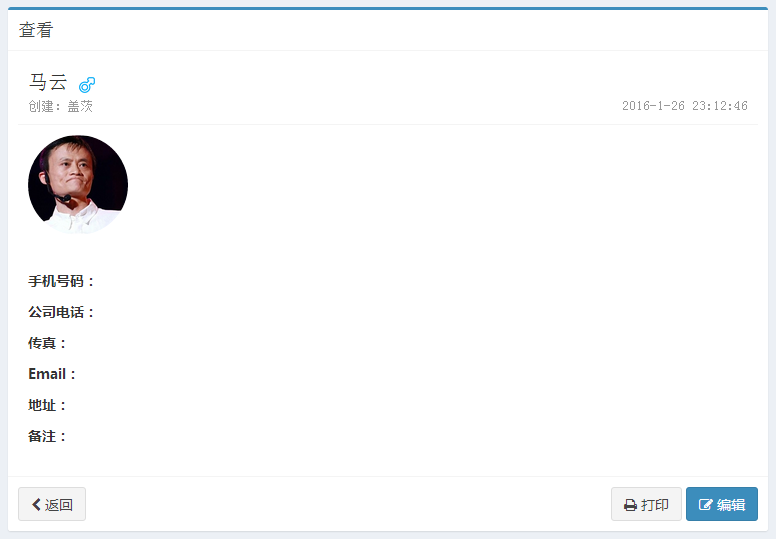 查看
马云
创建：盖茨 2016-1-26 23:12:46
手机号码：
公司电话：
传真：
Email：
地址：
备注：
返回 打印 编辑